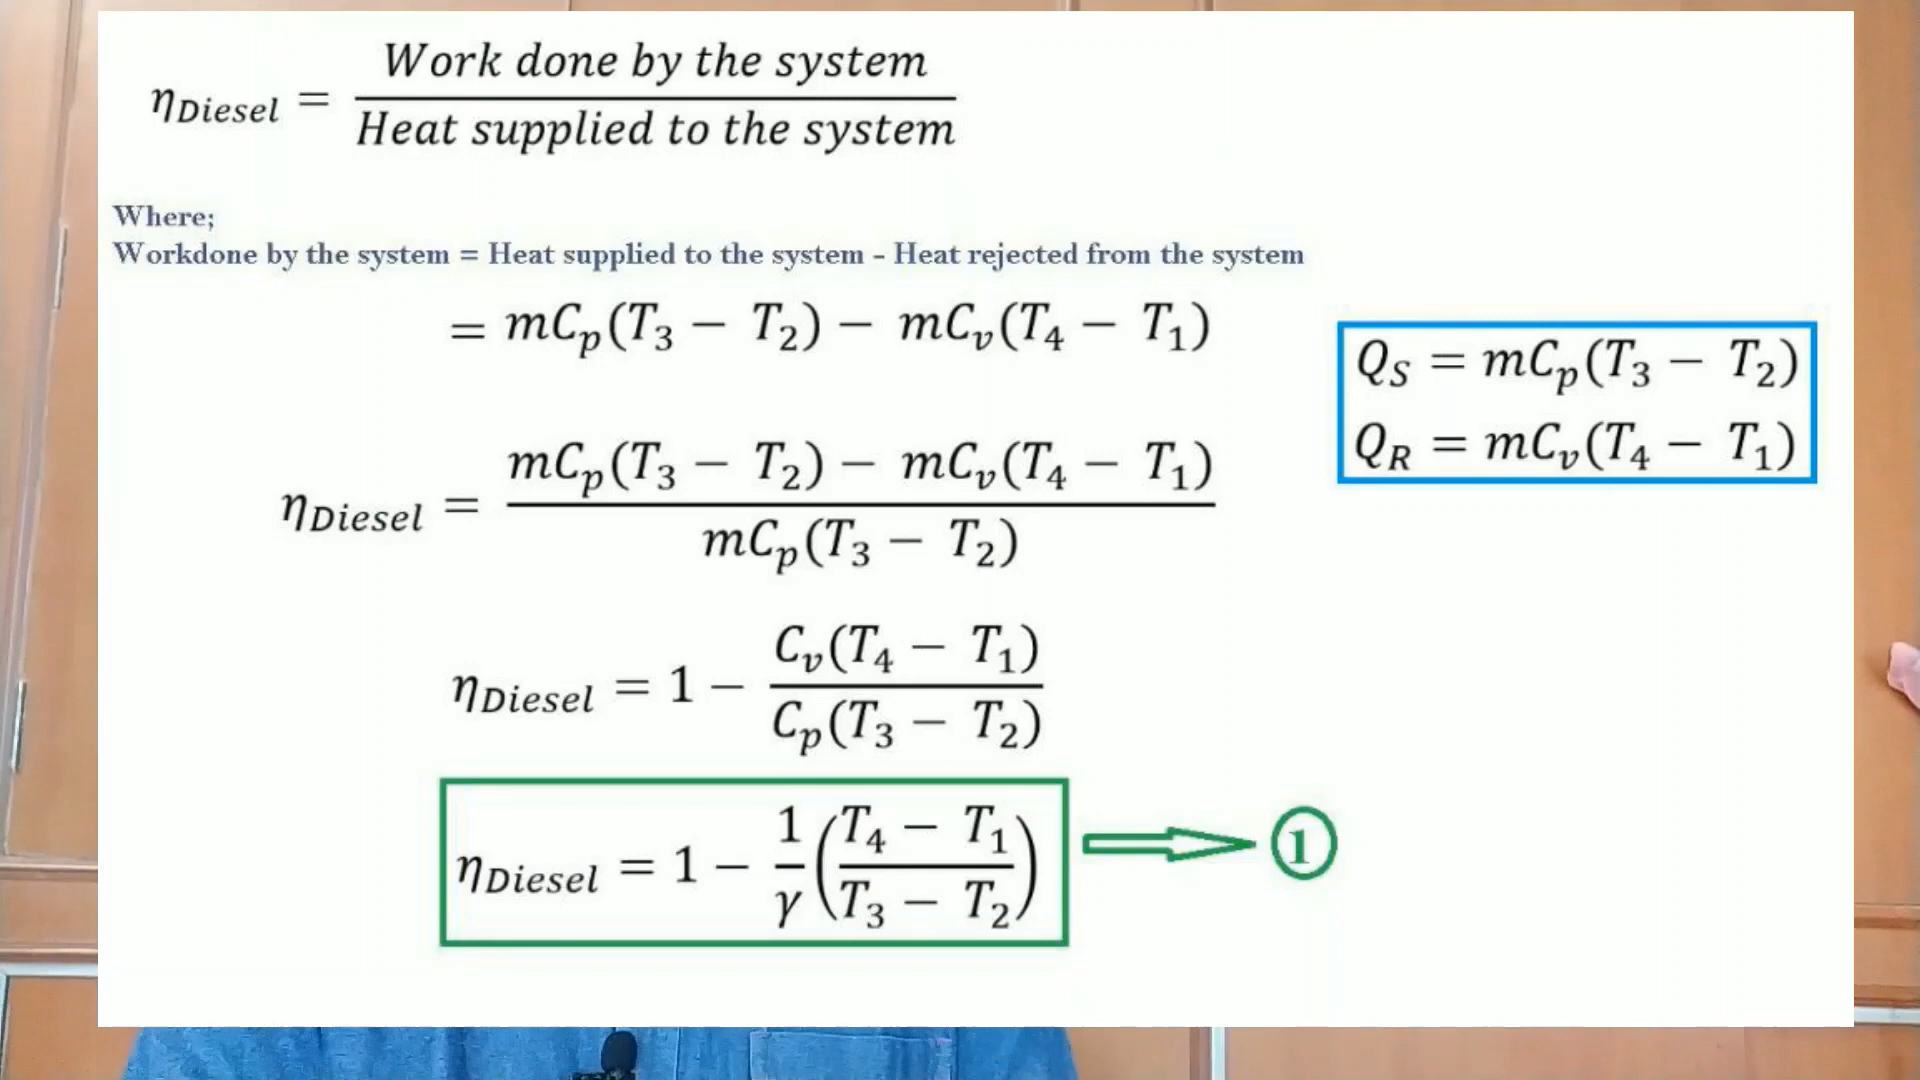 η_Diesel = Work done by the system / Heat supplied to the system
Where;
Workdone by the system = Heat supplied to the system - Heat rejected from the system
= mC_p(T_3 − T_2) − mC_v(T_4 − T_1)
Q_S = mC_p(T_3 − T_2)
Q_R = mC_v(T_4 − T_1)
η_Diesel = mC_p(T_3 − T_2) − mC_v(T_4 − T_1) / mC_p(T_3 − T_2)
η_Diesel = 1 − C_v(T_4 − T_1) / C_p(T_3 − T_2)
η_Diesel = 1 − 1/γ (T_4 − T_1 / T_3 − T_2) 1